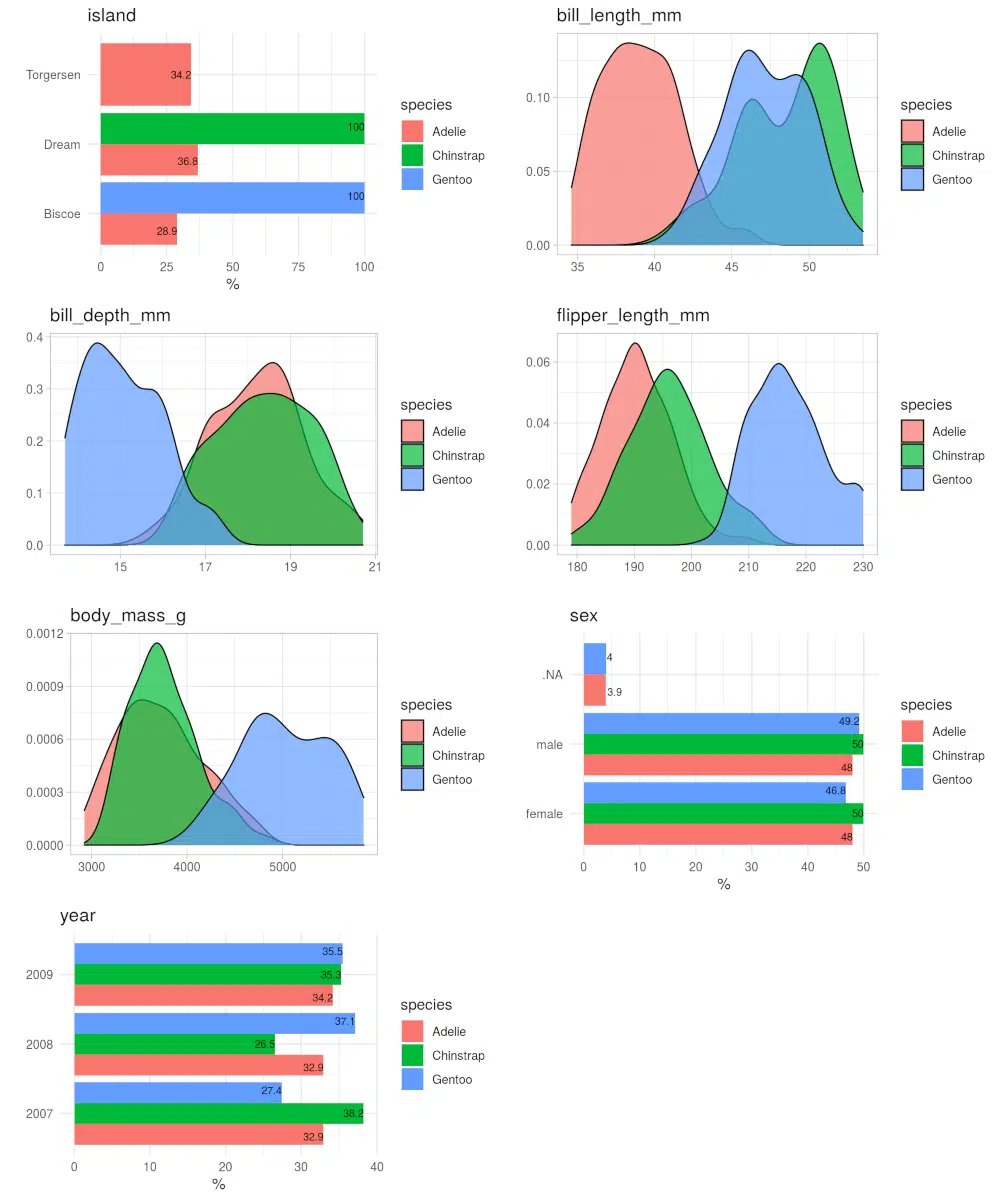 island
Torgersen
34.2
Dream
100
36.8
Biscoe
100
28.9
0 25 50 75 100
%
species
Adelie
Chinstrap
Gentoo
bill_length_mm
0.10
0.05
0.00
35 40 45 50
species
Adelie
Chinstrap
Gentoo
bill_depth_mm
0.4
0.3
0.2
0.1
0.0
15 17 19 21
species
Adelie
Chinstrap
Gentoo
flipper_length_mm
0.06
0.04
0.02
0.00
180 190 200 210 220 230
species
Adelie
Chinstrap
Gentoo
body_mass_g
0.0012
0.0009
0.0006
0.0003
0.0000
3000 4000 5000
species
Adelie
Chinstrap
Gentoo
sex
.NA
4
3.9
male
49.2
50
48
female
46.8
50
48
0 10 20 30 40 50
%
species
Adelie
Chinstrap
Gentoo
year
2009
35.5
35.3
34.2
2008
37.1
26.5
32.9
2007
27.4
38.2
32.9
0 10 20 30 40
%
species
Adelie
Chinstrap
Gentoo